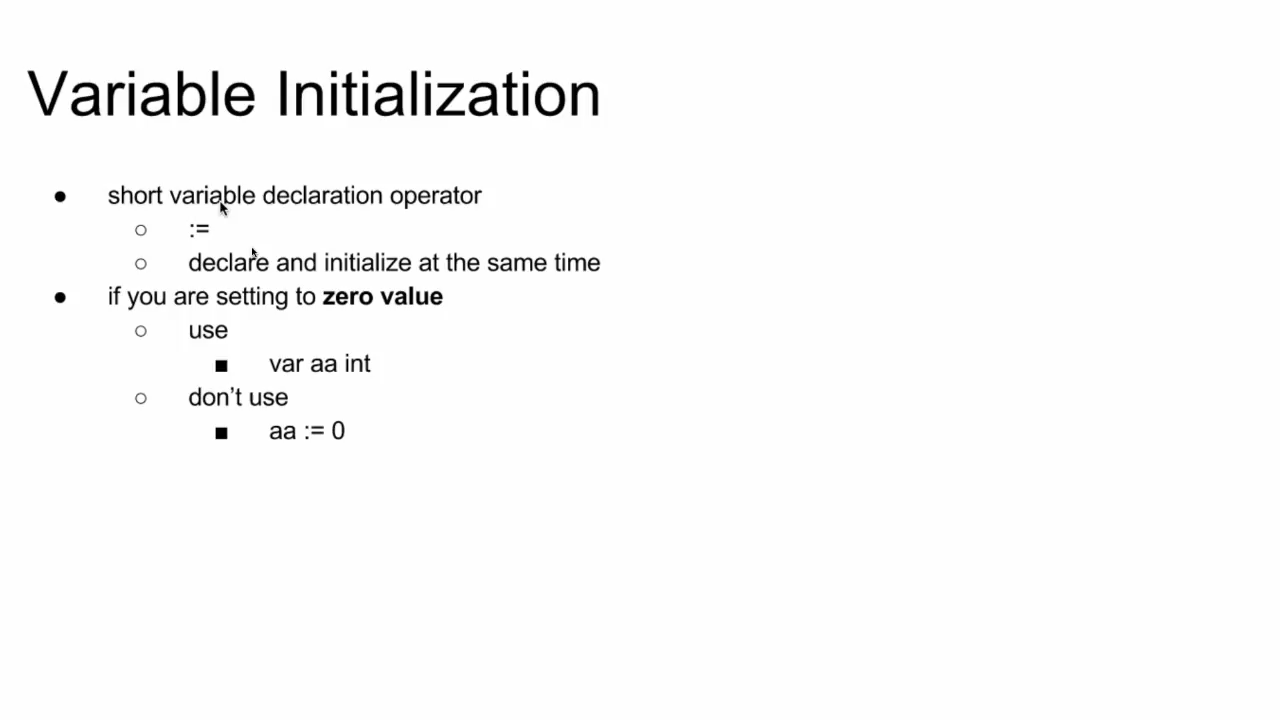 Variable Initialization
● short variable declaration operator
○ :=
○ declare and initialize at the same time
● if you are setting to zero value
○ use
■ var aa int
○ don’t use
■ aa := 0